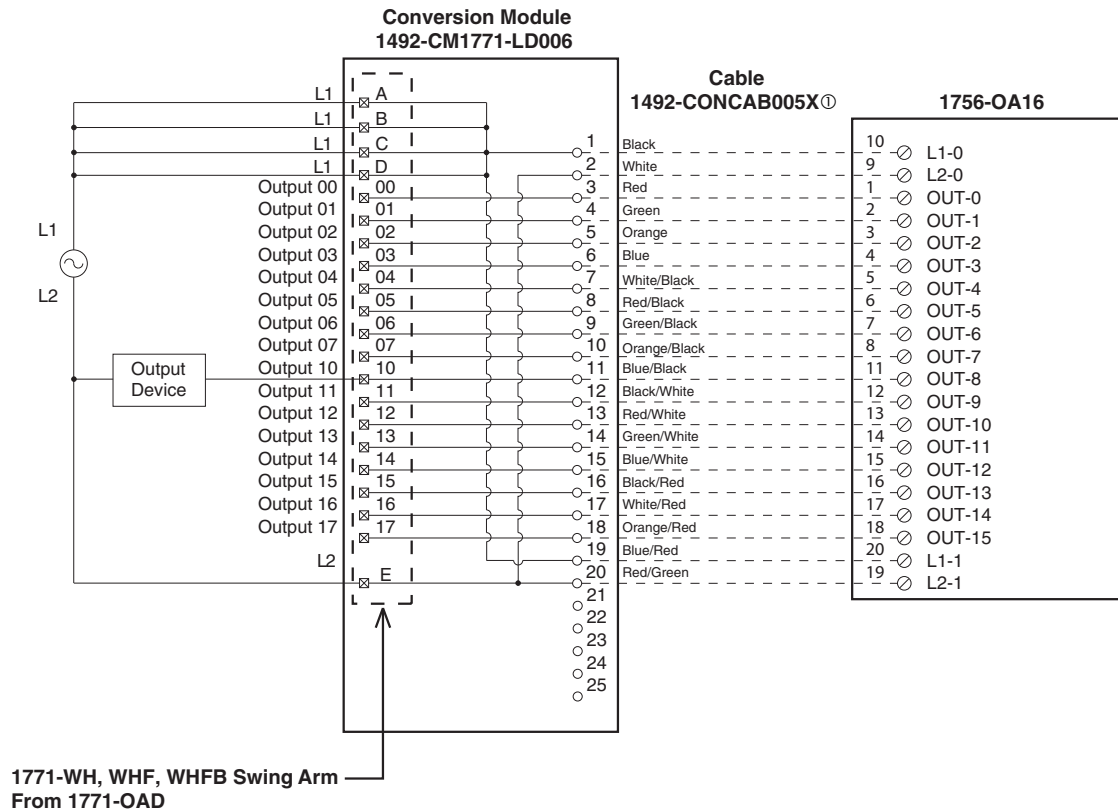 Conversion Module
1492-CM1771-LD006
Cable
1492-CONCAB005X①
1756-OA16
L1 A
L1 B
L1 C
L1 D
1 Black 10 L1-0
2 White 9 L2-0
Output 00 00 3 Red 1 OUT-0
Output 01 01 4 Green 2 OUT-1
Output 02 02 5 Orange 3 OUT-2
Output 03 03 6 Blue 4 OUT-3
Output 04 04 7 White/Black 5 OUT-4
Output 05 05 8 Red/Black 6 OUT-5
Output 06 06 9 Green/Black 7 OUT-6
Output 07 07 10 Orange/Black 8 OUT-7
Output 10 10 11 Blue/Black 11 OUT-8
Output 11 11 12 Black/White 12 OUT-9
Output 12 12 13 Red/White 13 OUT-10
Output 13 13 14 Green/White 14 OUT-11
Output 14 14 15 Blue/White 15 OUT-12
Output 15 15 16 Black/Red 16 OUT-13
Output 16 16 17 White/Red 17 OUT-14
Output 17 17 18 Orange/Red 18 OUT-15
19 Blue/Red 20 L1-1
L2 E 20 Red/Green 19 L2-1
21
22
23
24
25
L1
L2
Output
Device
1771-WH, WHF, WHFB Swing Arm
From 1771-OAD